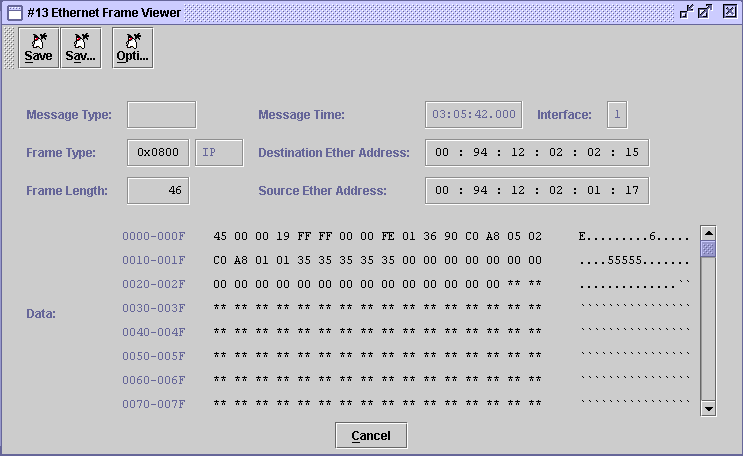 #13 Ethernet Frame Viewer
Save Sav... Opti...
Message Type: Message Time: 03:05:42.000 Interface: 1
Frame Type: 0x0800 IP Destination Ether Address: 00 : 94 : 12 : 02 : 02 : 15
Frame Length: 46 Source Ether Address: 00 : 94 : 12 : 02 : 01 : 17
0000-000F 45 00 00 19 FF FF 00 00 FE 01 36 90 C0 A8 05 02 E.........6.....
0010-001F C0 A8 01 01 35 35 35 35 35 00 00 00 00 00 00 00 ....55555.......
0020-002F 00 00 00 00 00 00 00 00 00 00 00 00 00 00 ** ** ..............``
0030-003F ** ** ** ** ** ** ** ** ** ** ** ** ** ** ** ** ````````````````
Data:
0040-004F ** ** ** ** ** ** ** ** ** ** ** ** ** ** ** ** ````````````````
0050-005F ** ** ** ** ** ** ** ** ** ** ** ** ** ** ** ** ````````````````
0060-006F ** ** ** ** ** ** ** ** ** ** ** ** ** ** ** ** ````````````````
0070-007F ** ** ** ** ** ** ** ** ** ** ** ** ** ** ** ** ````````````````
Cancel